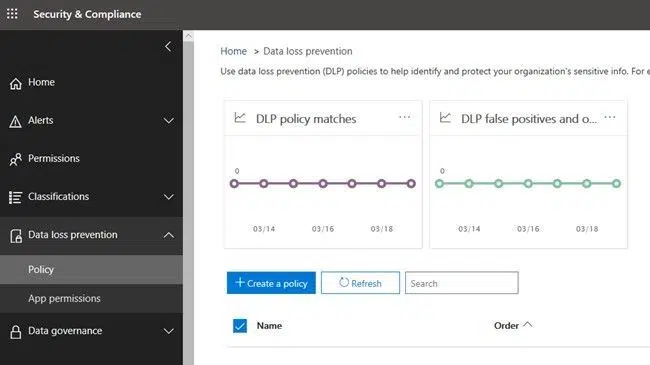 Security & Compliance
Home
Alerts
Permissions
Classifications
Data loss prevention
Policy
App permissions
Data governance
Home > Data loss prevention
Use data loss prevention (DLP) policies to help identify and protect your organization's sensitive info. For e
DLP policy matches ...
0
03/14 03/16 03/18
DLP false positives and o... ...
0
03/14 03/16 03/18
+ Create a policy Refresh Search
Name Order